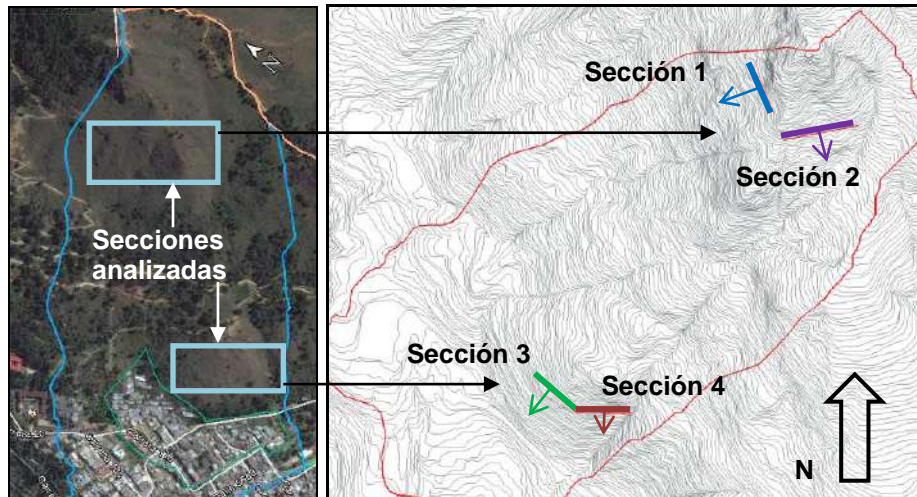 N
Secciones
analizadas
Sección 1
Sección 2
Sección 3
Sección 4
N